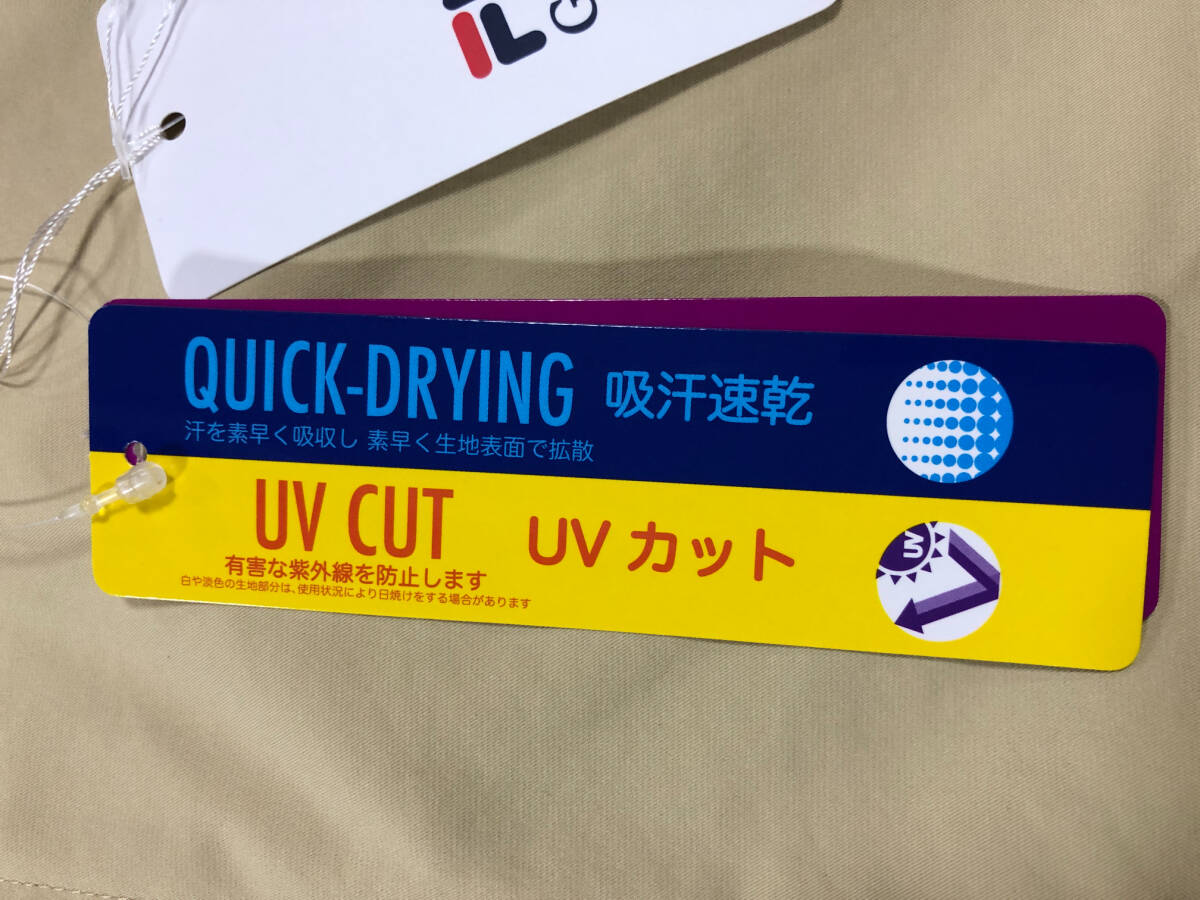 FIL
G
QUICK-DRYING 吸汗速乾
汗を素早く吸収し 素早く生地表面で拡散
UV CUT UV カット
有害な紫外線を防止します
白や淡色の生地部分は、使用状況により日焼けをする場合があります
UV